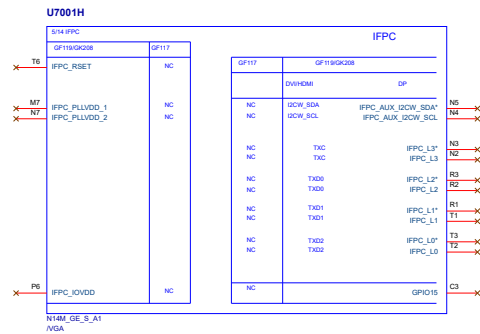 U7001H
5/14 IFPC
IFPC
GF119/GK208 GF117
T6 IFPC_RSET NC
GF117 GF119/GK208
DVI/HDMI DP
M7 IFPC_PLLVDD_1 NC
N7 IFPC_PLLVDD_2 NC
NC I2CW_SDA IFPC_AUX_I2CW_SDA* N5
NC I2CW_SCL IFPC_AUX_I2CW_SCL N4
NC TXC IFPC_L3* N3
NC TXC IFPC_L3 N2
NC TXD0 IFPC_L2* R3
NC TXD0 IFPC_L2 R2
NC TXD1 IFPC_L1* R1
NC TXD1 IFPC_L1 T1
NC TXD2 IFPC_L0* T3
NC TXD2 IFPC_L0 T2
P6 IFPC_IOVDD NC
NC GPIO15 C3
N14M_GE_S_A1
/VGA